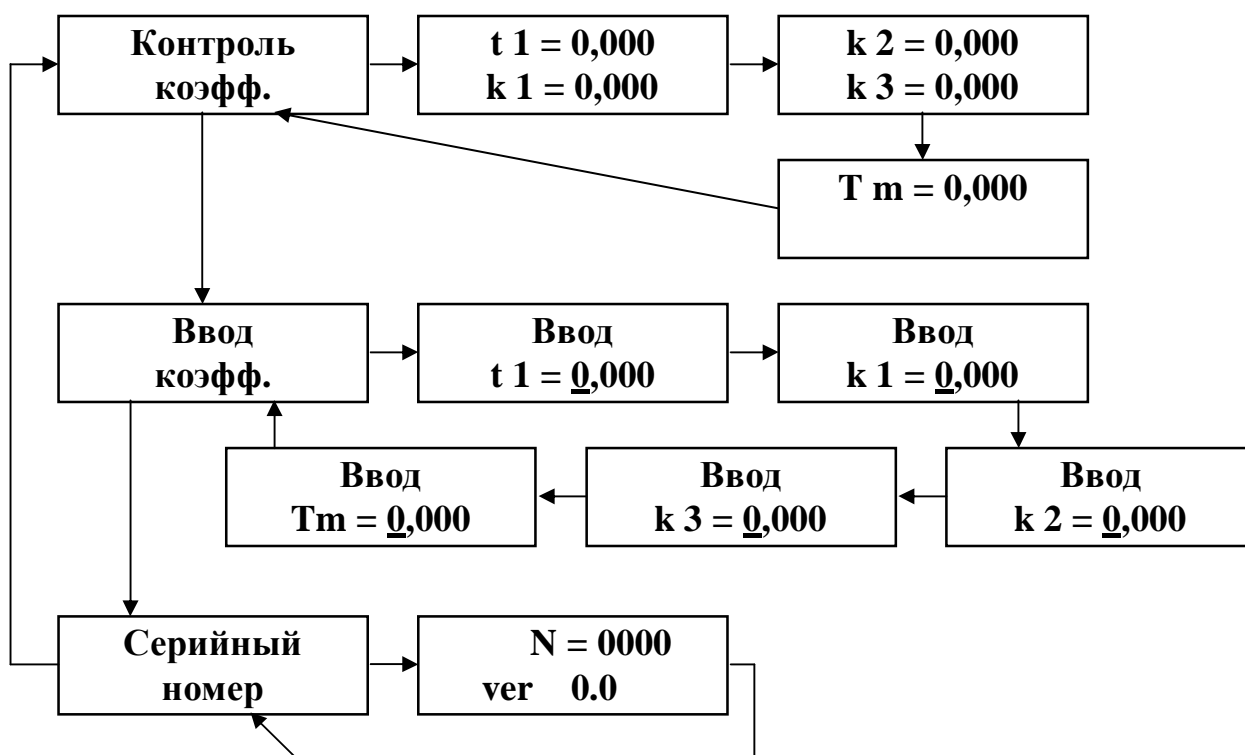 Контроль
коэфф.
t 1 = 0,000
k 1 = 0,000
k 2 = 0,000
k 3 = 0,000
T m = 0,000
Ввод
коэфф.
Ввод
t 1 = 0,000
Ввод
k 1 = 0,000
Ввод
Tm = 0,000
Ввод
k 3 = 0,000
Ввод
k 2 = 0,000
Серийный
номер
N = 0000
ver 0.0